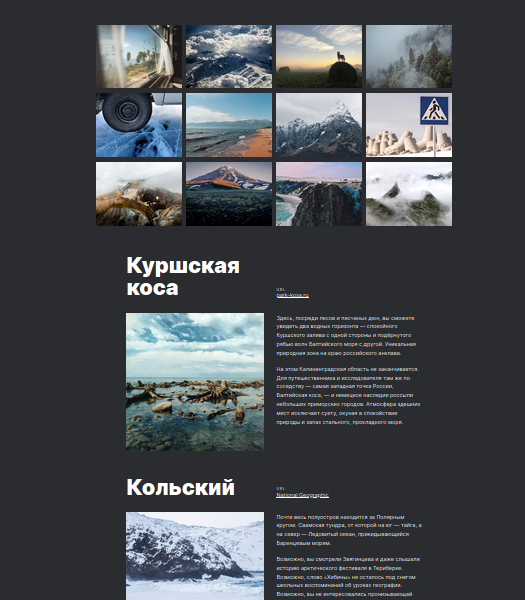 Куршская
коса
URL
park-kosa.ru
Здесь, посреди лесов и песчаных дюн, вы сможете
увидеть два водных горизонта — спокойного
Куршского залива с одной стороны и подёрнутого
рябью волн Балтийского моря с другой. Уникальная
природная зона на краю российского анклава.
На этом Калининградская область не заканчивается.
Для путешественника и исследователя там же по
соседству — самая западная точка России,
Балтийская коса, — и немецкое наследие россыпи
небольших приморских городов. Атмосфера здешних
мест исключает суету, окуная в спокойствие
природы и запах стального, прохладного моря.
Кольский
URL
National Geographic
Почти весь полуостров находится за Полярным
кругом. Саамская тундра, от которой на юг — тайга, а
на север — Ледовитый океан, прикидывающийся
Баренцевым морем.
Возможно, вы смотрели Звягинцева и даже слышали
историю арктического фестиваля в Териберке.
Возможно, слово «Хибины» не осталось под снегом
школьных воспоминаний об уроках географии.
Возможно, вы не интересовались пронизывающей